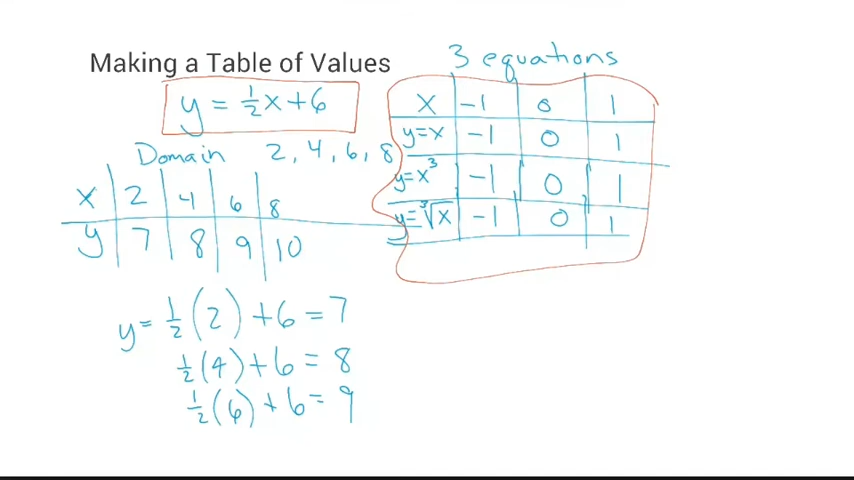 Making a Table of Values
y = 1/2 x + 6
Domain 2, 4, 6, 8
x 2 4 6 8
y 7 8 9 10
y = 1/2 (2) + 6 = 7
1/2 (4) + 6 = 8
1/2 (6) + 6 = 9
3 equations
x -1 0 1
y=x -1 0 1
y=x³ -1 0 1
y=∛x -1 0 1